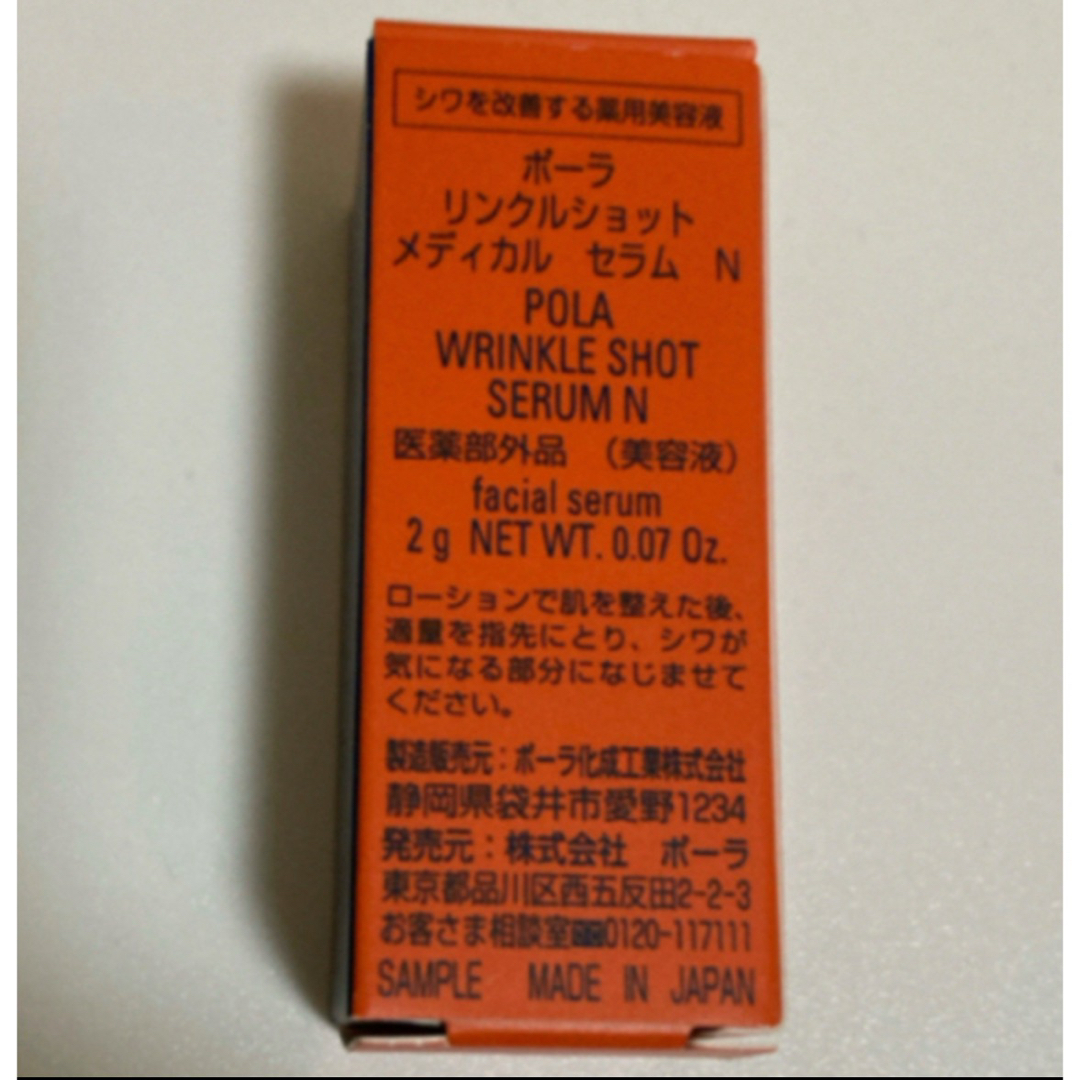 シワを改善する薬用美容液
ポーラ
リンクルショット
メディカル セラム N
POLA
WRINKLE SHOT
SERUM N
医薬部外品 （美容液）
facial serum
2g NET WT. 0.07 Oz.
ローションで肌を整えた後、
適量を指先にとり、シワが
気になる部分になじませて
ください。
製造販売元：ポーラ化成工業株式会社
静岡県袋井市愛野1234
発売元：株式会社 ポーラ
東京都品川区西五反田2-2-3
お客さま相談室0120-117111
SAMPLE MADE IN JAPAN